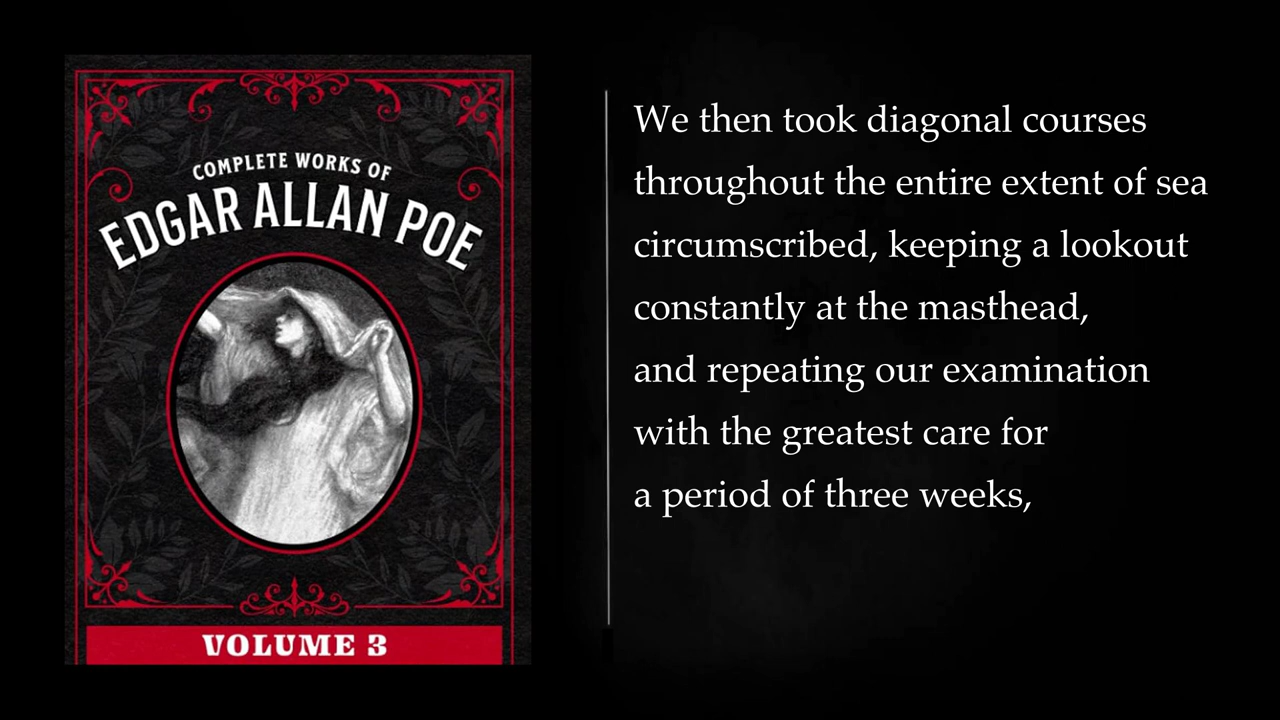 COMPLETE WORKS OF
EDGAR ALLAN POE
VOLUME 3
We then took diagonal courses
throughout the entire extent of sea
circumscribed, keeping a lookout
constantly at the masthead,
and repeating our examination
with the greatest care for
a period of three weeks,